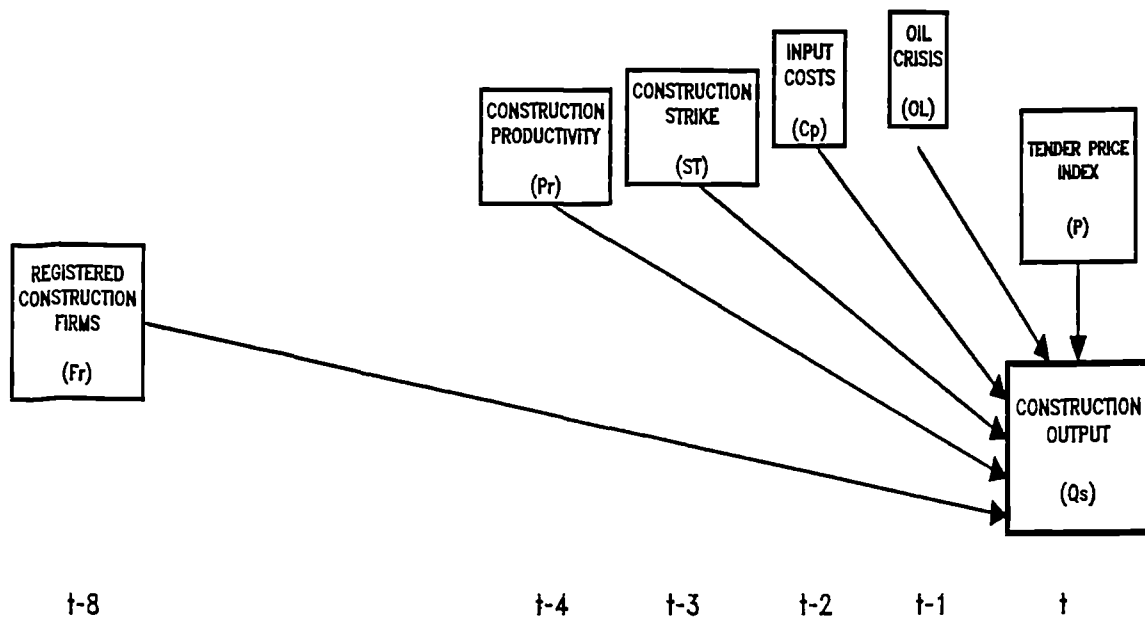 OIL
CRISIS
(OL)
INPUT
COSTS
(Cp)
CONSTRUCTION
STRIKE
(ST)
CONSTRUCTION
PRODUCTIVITY
(Pr)
TENDER PRICE
INDEX
(P)
REGISTERED
CONSTRUCTION
FIRMS
(Fr)
CONSTRUCTION
OUTPUT
(Qs)
t-8 t-4 t-3 t-2 t-1 t